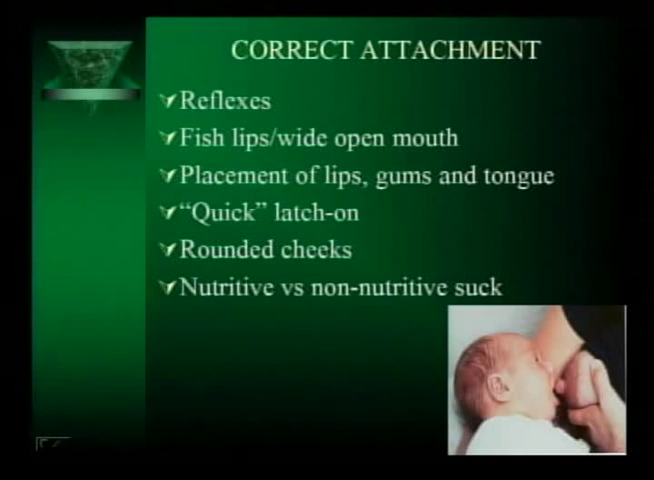 CORRECT ATTACHMENT
Reflexes
Fish lips/wide open mouth
Placement of lips, gums and tongue
“Quick” latch-on
Rounded cheeks
Nutritive vs non-nutritive suck